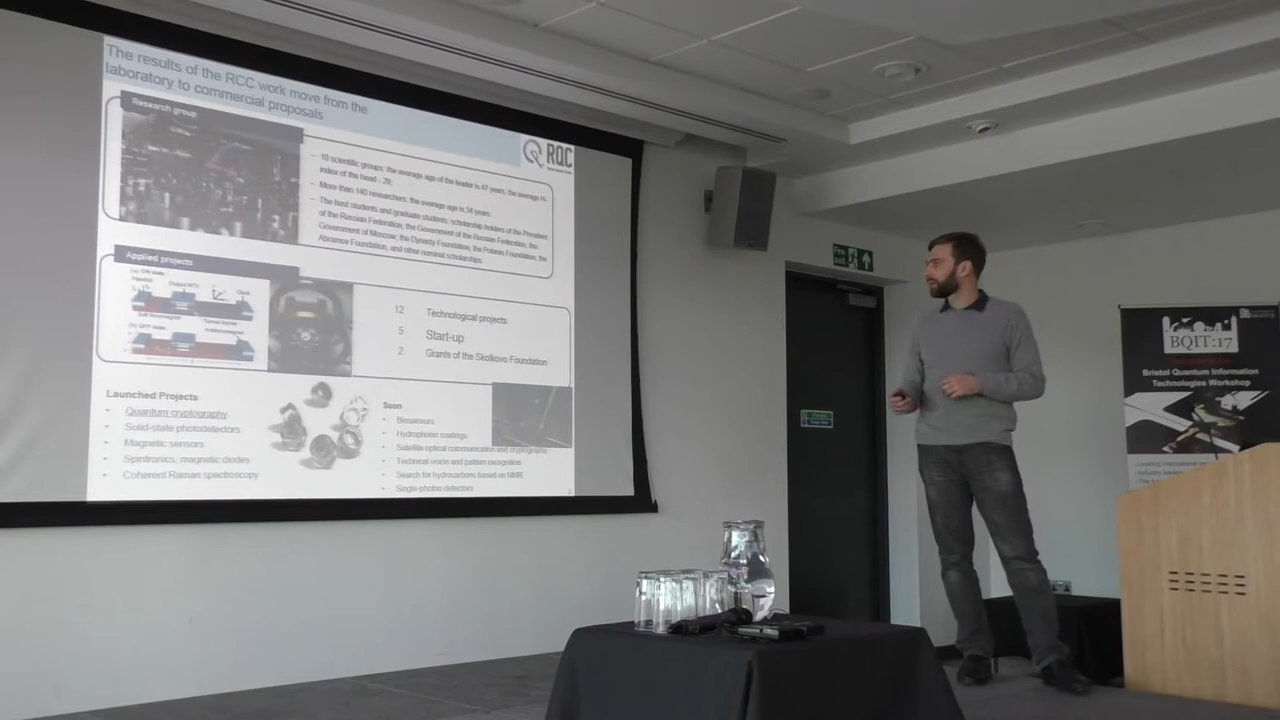 The results of the RCC work move from the
laboratory to commercial proposals
RQC
Research group
– 10 scientific groups: the average age of the leader is 47 years, the average h-
index of the head - 29;
– More than 140 researchers: the average age is 34 years.
– The best students and graduate students: scholarship holders of the President
of the Russian Federation, the Government of the Russian Federation, the
Government of Moscow, the Dynasty Foundation, the Potanin Foundation, the
Abramov Foundation, and other nominal scholarships.
Applied projects
12 Technological projects
5 Start-up
2 Grants of the Skolkovo Foundation
Launched Projects
• Quantum cryptography
• Solid-state photodetectors
• Magnetic sensors
• Spintronics, magnetic diodes
• Coherent Raman spectroscopy
Soon
• Biosensors
• Hydrophobic coatings
• Satellite optical communication and cryptography
• Technical vision and pattern recognition
• Search for hydrocarbons based on NMR
• Single-photon detectors
BQIT:17
Bristol Quantum Information
Technologies Workshop